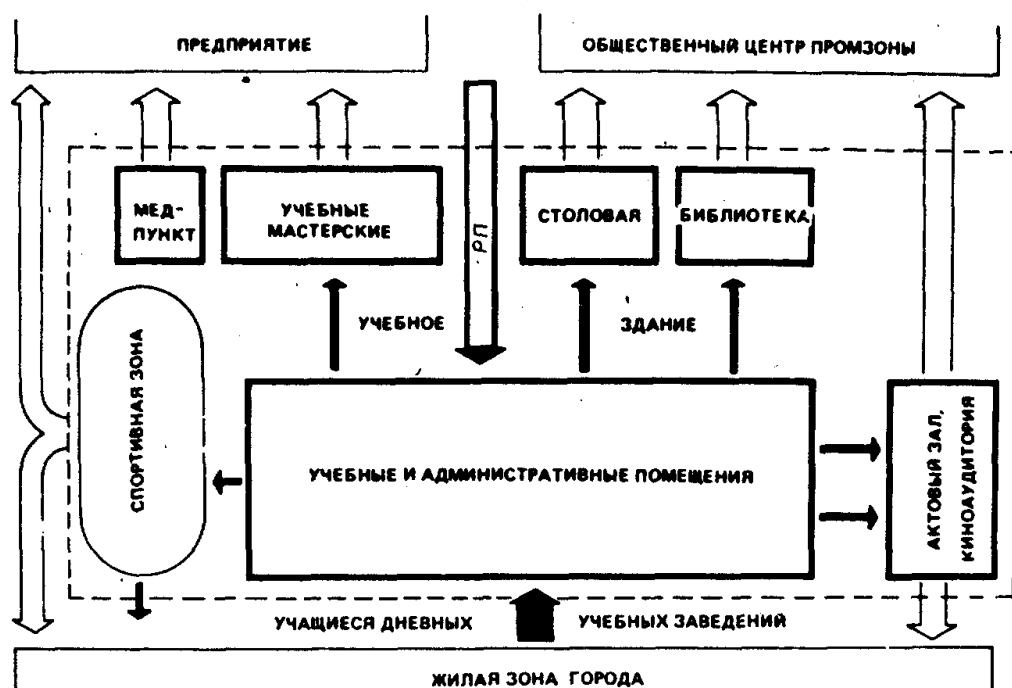 ПРЕДПРИЯТИЕ
ОБЩЕСТВЕННЫЙ ЦЕНТР ПРОМЗОНЫ
МЕД-
ПУНКТ
УЧЕБНЫЕ
МАСТЕРСКИЕ
РП
СТОЛОВАЯ
БИБЛИОТЕКА
УЧЕБНОЕ
ЗДАНИЕ
СПОРТИВНАЯ ЗОНА
УЧЕБНЫЕ И АДМИНИСТРАТИВНЫЕ ПОМЕЩЕНИЯ
АКТОВЫЙ ЗАЛ,
КИНОАУДИТОРИЯ
УЧАЩИЕСЯ ДНЕВНЫХ
УЧЕБНЫХ ЗАВЕДЕНИЙ
ЖИЛАЯ ЗОНА ГОРОДА